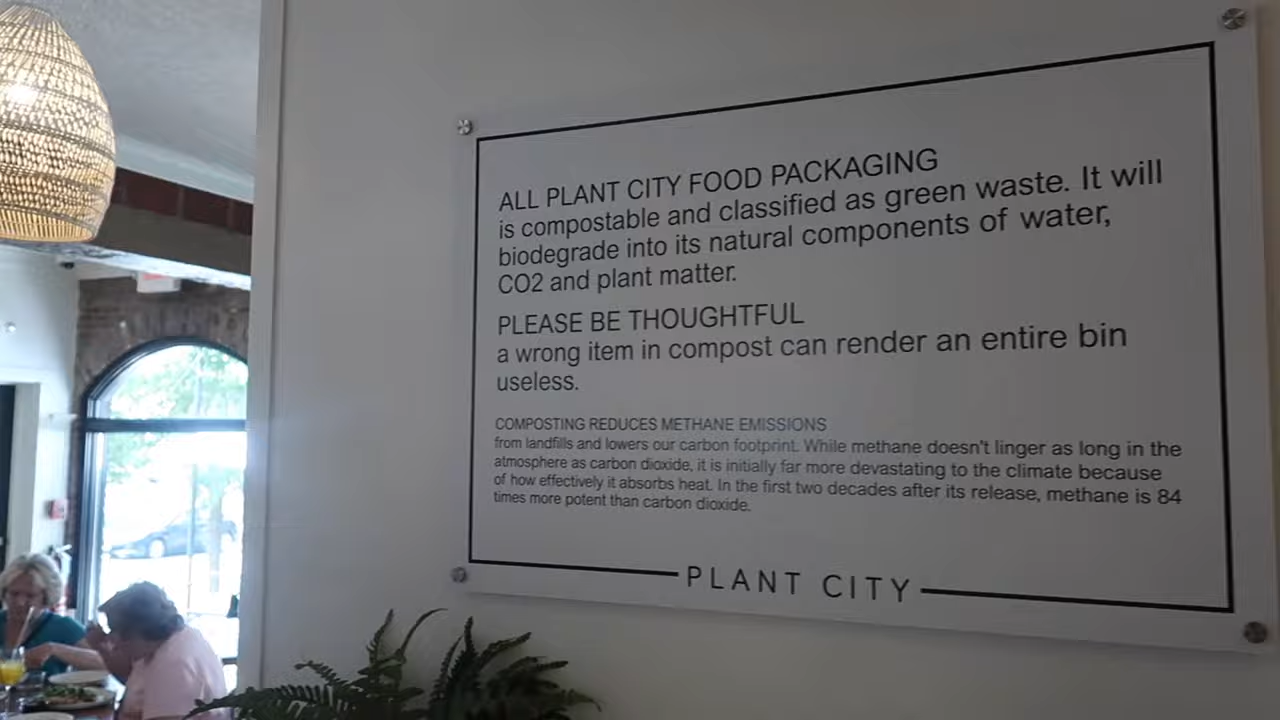 ALL PLANT CITY FOOD PACKAGING
is compostable and classified as green waste. It will
biodegrade into its natural components of water,
CO2 and plant matter.
PLEASE BE THOUGHTFUL
a wrong item in compost can render an entire bin
useless.
COMPOSTING REDUCES METHANE EMISSIONS
from landfills and lowers our carbon footprint. While methane doesn't linger as long in the
atmosphere as carbon dioxide, it is initially far more devastating to the climate because
of how effectively it absorbs heat. In the first two decades after its release, methane is 84
times more potent than carbon dioxide.
PLANT CITY